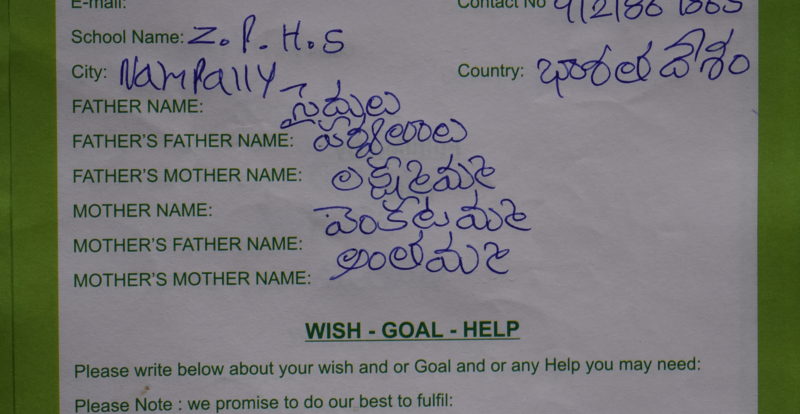 E-mail:
Contact No
School Name: Z.P.H.S
City: Nampally
Country: భారత దేశం
FATHER NAME: సైదులు
FATHER'S FATHER NAME:
FATHER'S MOTHER NAME: లక్ష్మమ్మ
MOTHER NAME: వెంకటమ్మ
MOTHER'S FATHER NAME: అంతమ్మ
MOTHER'S MOTHER NAME:
WISH - GOAL - HELP
Please write below about your wish and or Goal and or any Help you may need:
Please Note : we promise to do our best to fulfil: